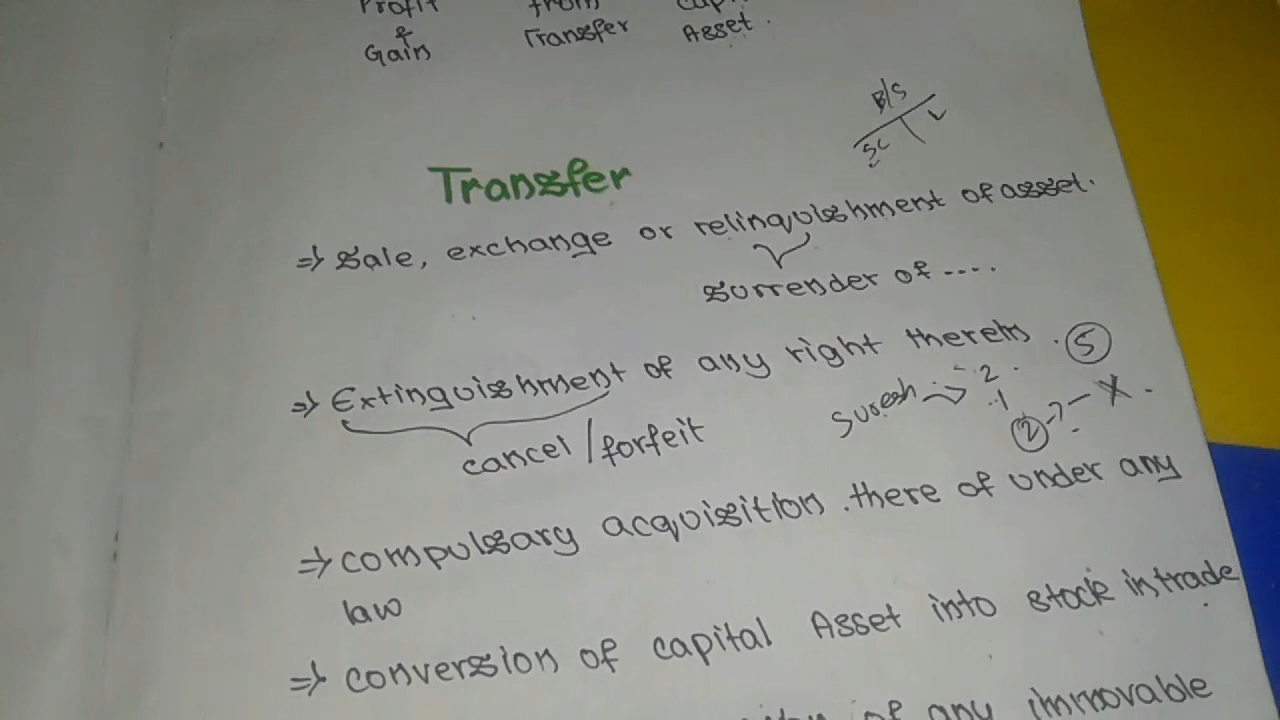 Profit from
& Transfer Asset.
Gain
B/S
SC L
Transfer
⇒ Sale, exchange or relinquishment of asset.
surrender of ....
⇒ Extinguishment of any right therein. 5
Suresh → 2.
1
2 → - X.
cancel/forfeit
⇒ compulsary acquisition there of under any
law
⇒ conversion of capital Asset into stock in trade
of any immovable